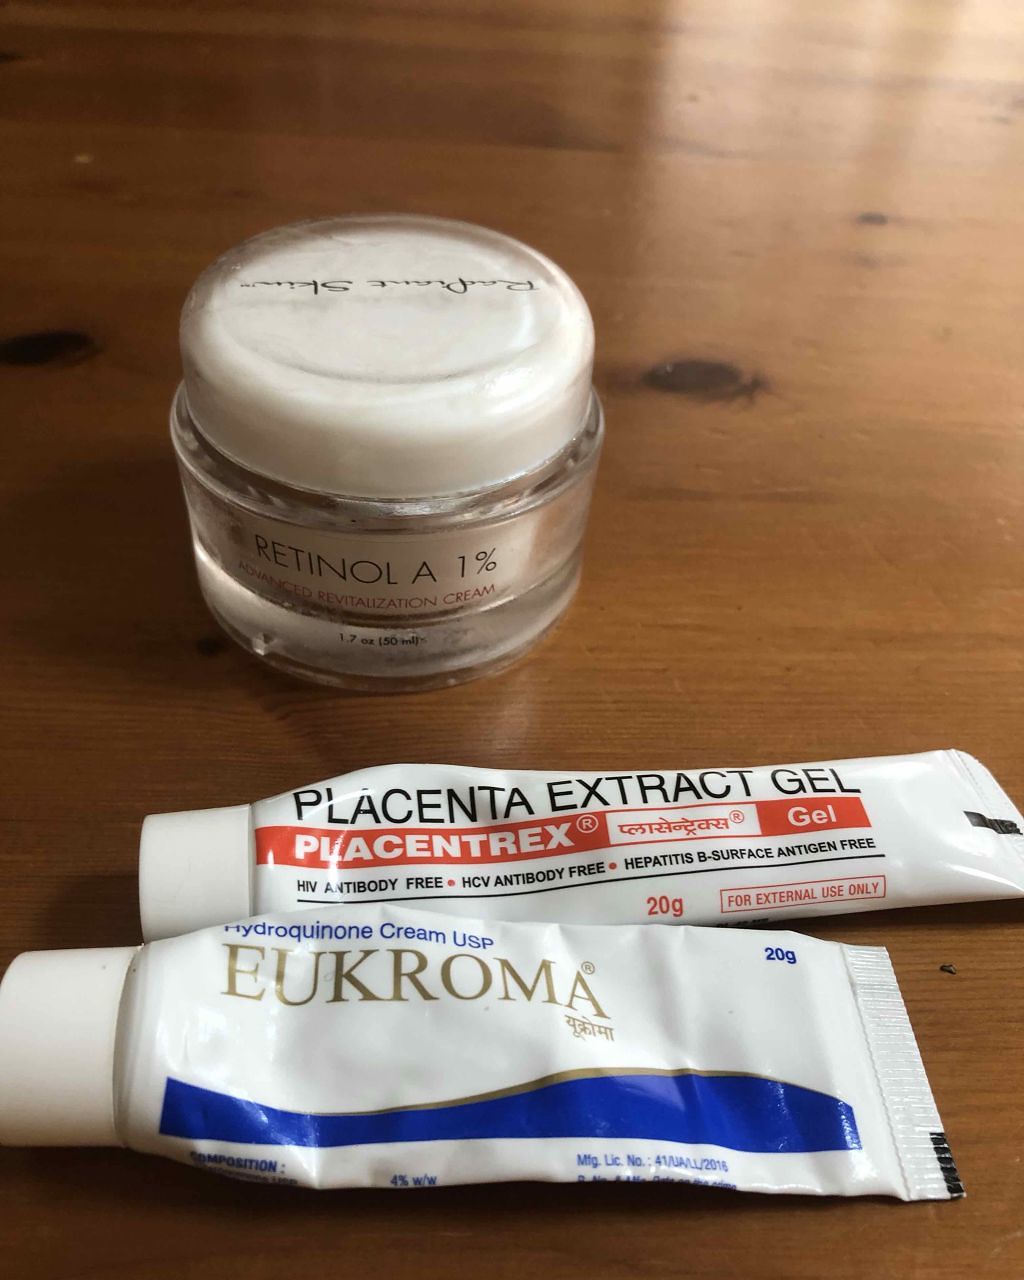 Radiant Skin™
RETINOL A 1%
ADVANCED REVITALIZATION CREAM
1.7 oz (50 ml)
PLACENTA EXTRACT GEL
PLACENTREX® प्लासेन्ट्रेक्स® Gel
HIV ANTIBODY FREE • HCV ANTIBODY FREE • HEPATITIS B-SURFACE ANTIGEN FREE
20g FOR EXTERNAL USE ONLY
Hydroquinone Cream USP
20g
EUKROMA®
यूक्रोमा
COMPOSITION :
4% w/w
Mfg. Lic. No. : 41/UA/LL/2016